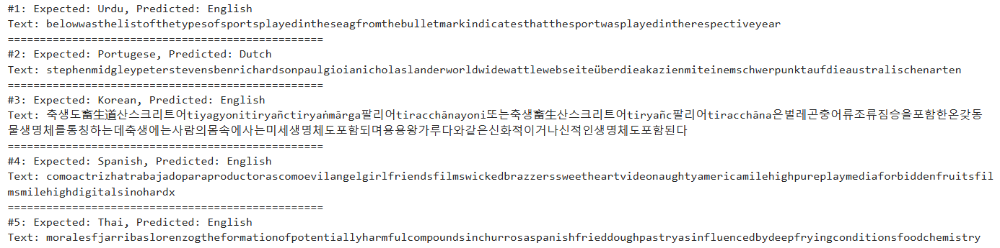 #1: Expected: Urdu, Predicted: English
Text: belowwasthelistofthetypesofsportsplayedintheseagfromthebulletmarkindicatesthatthesportwasplayedintherespectiveyear
================================================
#2: Expected: Portugese, Predicted: Dutch
Text: stephenmidgleypeterstevensbenrichardsonpaulgioianicholaslanderworldwidewattlewebseiteüberdieakazienmiteinemschwerpunktaufdieaustralischenarten
================================================
#3: Expected: Korean, Predicted: English
Text: 축생도畜生道산스크리트어tiyagyonitiryañctiryaṅmārga팔리어tiracchānayoni또는축생畜生산스크리트어tiryañc팔리어tiracchāna은벌레곤충어류조류짐승을포함한온갖동
물생명체를통칭하는데축생에는사람의몸속에사는미세생명체도포함되며용용왕가루다와같은신화적이거나신적인생명체도포함된다
================================================
#4: Expected: Spanish, Predicted: English
Text: comoactrizhatrabajadoparaproductorascomoevilangelgirlfriendsfilmswickedbrazzerssweetheartvideonaughtyamericamilehighpureplaymediaforbiddenfruitsfil
msmilehighdigitalsinohardx
================================================
#5: Expected: Thai, Predicted: English
Text: moralesfjarribaslorenzogtheformationofpotentiallyharmfulcompoundsinchurrosaspanishfrieddoughpastryasinfluencedbydeepfryingconditionsfoodchemistry